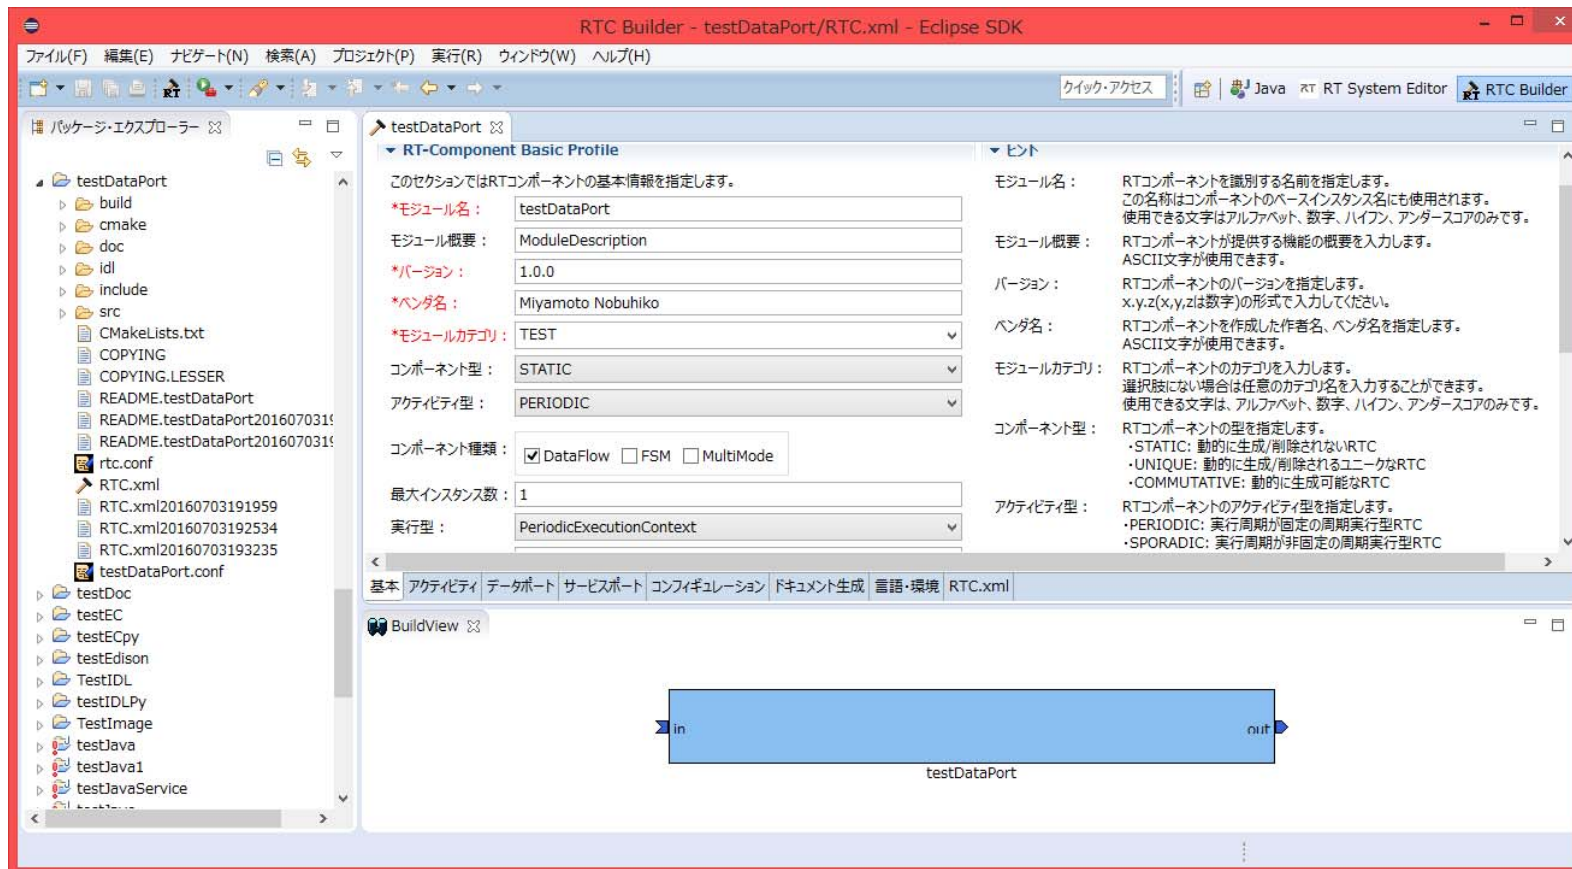 RTC Builder - testDataPort/RTC.xml - Eclipse SDK
ファイル(F) 編集(E) ナビゲート(N) 検索(A) プロジェクト(P) 実行(R) ウィンドウ(W) ヘルプ(H)
クイック・アクセス Java RT RT System Editor RT RTC Builder
パッケージ・エクスプローラー
testDataPort
build
cmake
doc
idl
include
src
CMakeLists.txt
COPYING
COPYING.LESSER
README.testDataPort
README.testDataPort2016070319
README.testDataPort2016070319
rtc.conf
RTC.xml
RTC.xml20160703191959
RTC.xml20160703192534
RTC.xml20160703193235
testDataPort.conf
testDoc
testEC
testECpy
testEdison
TestIDL
testIDLPy
TestImage
testJava
testJava1
testJavaService
testDataPort
RT-Component Basic Profile
このセクションではRTコンポーネントの基本情報を指定します。
*モジュール名： testDataPort
モジュール概要： ModuleDescription
*バージョン： 1.0.0
*ベンダ名： Miyamoto Nobuhiko
*モジュールカテゴリ： TEST
コンポーネント型： STATIC
アクティビティ型： PERIODIC
コンポーネント種類： DataFlow FSM MultiMode
最大インスタンス数： 1
実行型： PeriodicExecutionContext
ヒント
モジュール名： RTコンポーネントを識別する名前を指定します。
この名称はコンポーネントのベースインスタンス名にも使用されます。
使用できる文字はアルファベット、数字、ハイフン、アンダースコアのみです。
モジュール概要： RTコンポーネントが提供する機能の概要を入力します。
ASCII文字が使用できます。
バージョン： RTコンポーネントのバージョンを指定します。
x.y.z(x,y,zは数字)の形式で入力してください。
ベンダ名： RTコンポーネントを作成した作者名、ベンダ名を指定します。
ASCII文字が使用できます。
モジュールカテゴリ： RTコンポーネントのカテゴリを入力します。
選択肢にない場合は任意のカテゴリ名を入力することができます。
使用できる文字は、アルファベット、数字、ハイフン、アンダースコアのみです。
コンポーネント型： RTコンポーネントの型を指定します。
・STATIC: 動的に生成/削除されないRTC
・UNIQUE: 動的に生成/削除されるユニークなRTC
・COMMUTATIVE: 動的に生成可能なRTC
アクティビティ型： RTコンポーネントのアクティビティ型を指定します。
・PERIODIC: 実行周期が固定の周期実行型RTC
・SPORADIC: 実行周期が非固定の周期実行型RTC
基本 アクティビティ データポート サービスポート コンフィギュレーション ドキュメント生成 言語・環境 RTC.xml
BuildView
in out
testDataPort